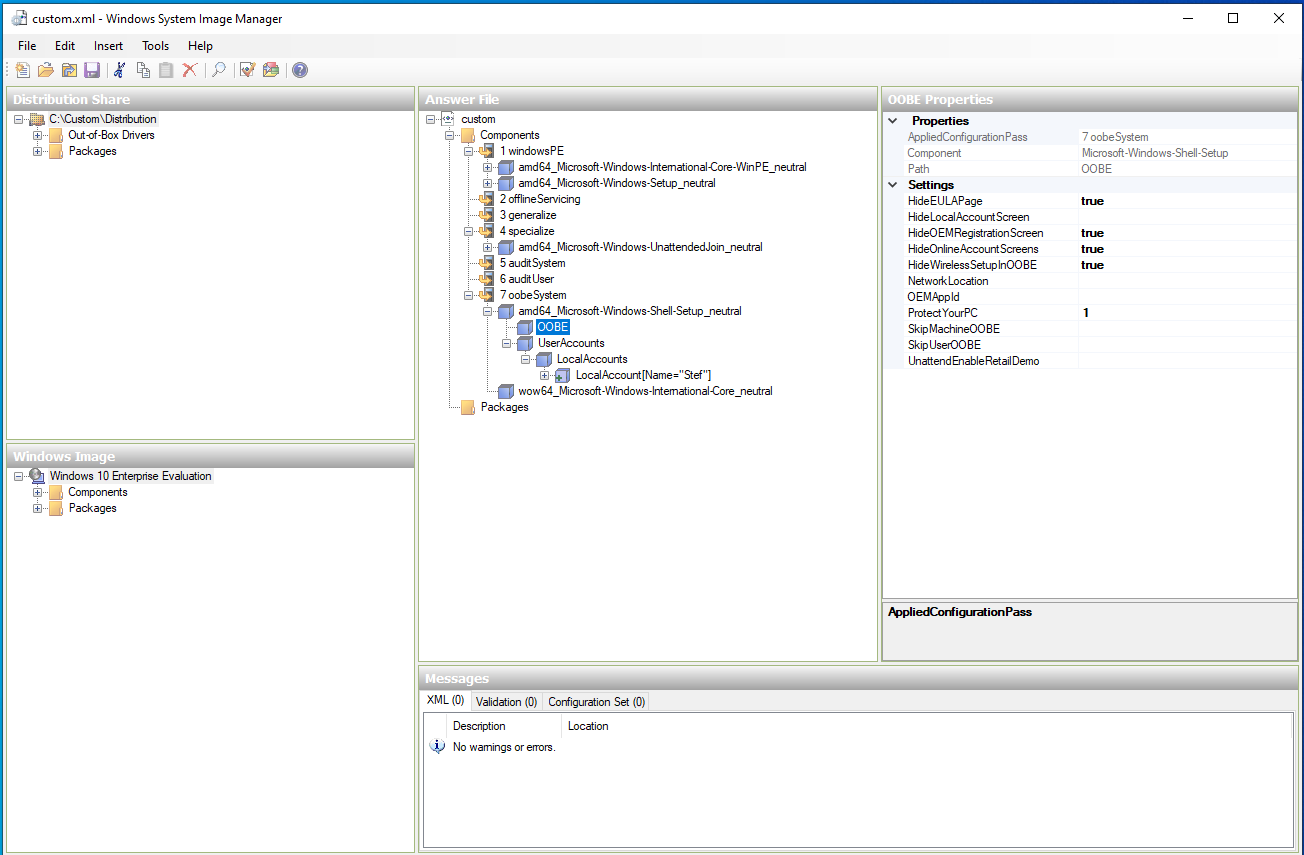 custom.xml - Windows System Image Manager
File Edit Insert Tools Help
Distribution Share
C:\Custom\Distribution
Out-of-Box Drivers
Packages
Windows Image
Windows 10 Enterprise Evaluation
Components
Packages
Answer File
custom
Components
1 windowsPE
amd64_Microsoft-Windows-International-Core-WinPE_neutral
amd64_Microsoft-Windows-Setup_neutral
2 offlineServicing
3 generalize
4 specialize
amd64_Microsoft-Windows-UnattendedJoin_neutral
5 auditSystem
6 auditUser
7 oobeSystem
amd64_Microsoft-Windows-Shell-Setup_neutral
OOBE
UserAccounts
LocalAccounts
LocalAccount[Name="Stef"]
wow64_Microsoft-Windows-International-Core_neutral
Packages
OOBE Properties
Properties
AppliedConfigurationPass 7 oobeSystem
Component Microsoft-Windows-Shell-Setup
Path OOBE
Settings
HideEULAPage true
HideLocalAccountScreen
HideOEMRegistrationScreen true
HideOnlineAccountScreens true
HideWirelessSetupInOOBE true
NetworkLocation
OEMAppId
ProtectYourPC 1
SkipMachineOOBE
SkipUserOOBE
UnattendEnableRetailDemo
AppliedConfigurationPass
Messages
XML (0) Validation (0) Configuration Set (0)
Description Location
No warnings or errors.